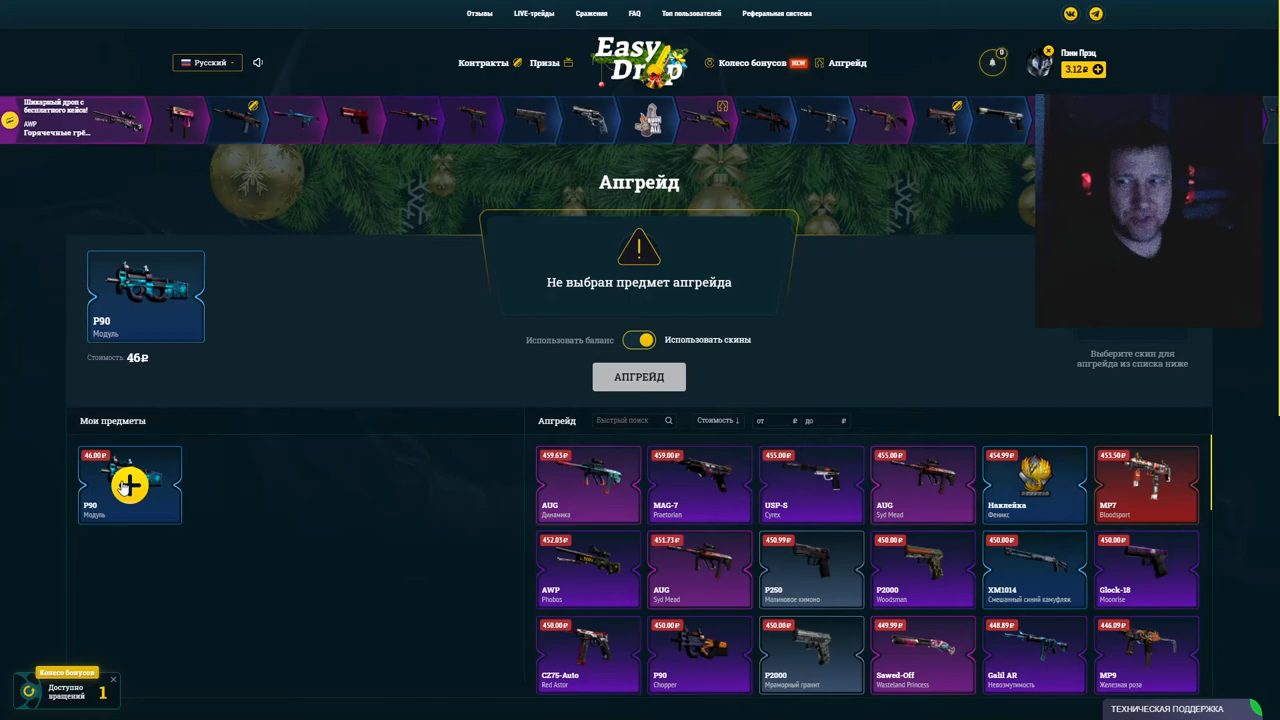 Отзывы
LIVE-трейды
Сражения
FAQ
Топ пользователей
Реферальная система
Русский
Контракты
Призы
Easy
Drop
Колесо бонусов
NEW
Апгрейд
0
Пэни Прэц
3.12₽
Шикарный дроп с
бесплатного кейса!
AWP
Горячечные грё...
Апгрейд
Не выбран предмет апгрейда
P90
Модуль
Стоимость: 46₽
Использовать баланс
Использовать скины
АПГРЕЙД
Выберите скин для
апгрейда из списка ниже
Мои предметы
Апгрейд
Быстрый поиск
Стоимость ↓
от ₽
до ₽
46.00₽
P90
Модуль
459.63₽
AUG
Динамика
459.00₽
MAG-7
Praetorian
455.00₽
USP-S
Cyrex
455.00₽
AUG
Syd Mead
454.99₽
Наклейка
Феникс
453.50₽
MP7
Bloodsport
452.03₽
AWP
Phobos
451.73₽
AUG
Syd Mead
450.99₽
P250
Малиновое кимоно
450.00₽
P2000
Woodsman
450.00₽
XM1014
Смешанный синий камуфляж
450.00₽
Glock-18
Moonrise
450.00₽
CZ75-Auto
Red Astor
450.00₽
P90
Chopper
450.00₽
P2000
Мраморный гранит
449.99₽
Sawed-Off
Wasteland Princess
448.89₽
Galil AR
Невозмутимость
446.09₽
MP9
Железная роза
Колесо бонусов
Доступно
вращений
1
ТЕХНИЧЕСКАЯ ПОДДЕРЖКА